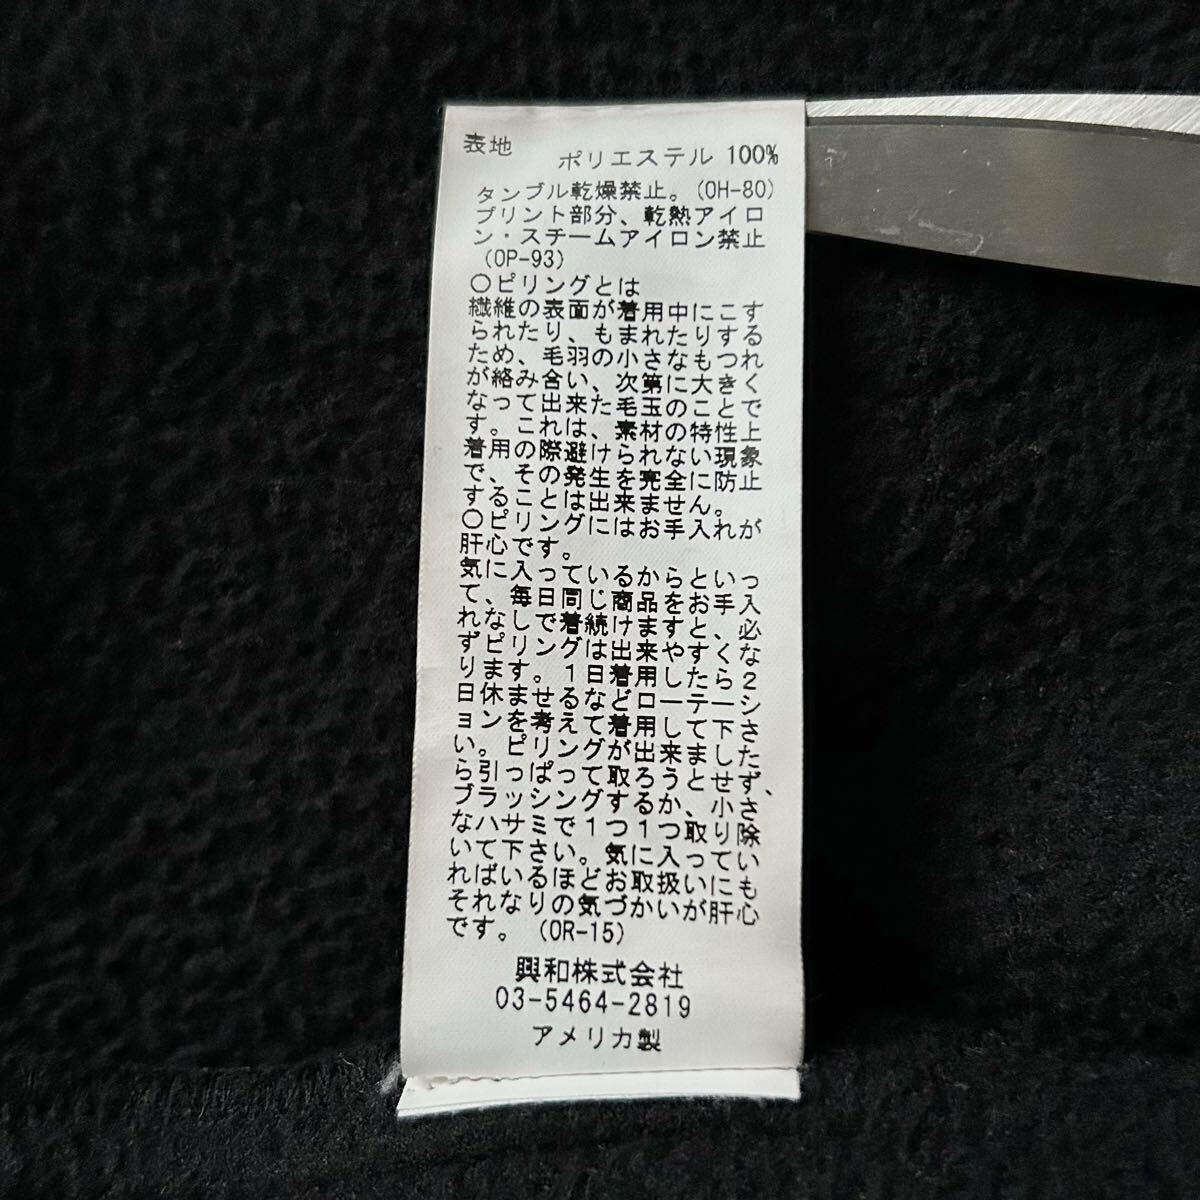 表地
ポリエステル 100%
タンブル乾燥禁止。(OH-80)
プリント部分、乾熱アイロ
ン・スチームアイロン禁止
(OP-93)
○ピリングとは
繊維の表面が着用中にこす
られたり、もまれたりする
ため、毛羽の小さなもつれ
が絡み合い、次第に大きく
なって出来た毛玉のことで
す。これは、素材の特性上
着用の際避けられない現象
で、その発生を完全に防止
することは出来ません。
○ピリングにはお手入れが
肝心です。
気に入っているからといっ
て、毎日同じ商品をお手入
れなしで着続けますと、必
ずピリングは出来やすくな
ります。1日着用したら2
日休ませるなどローテーシ
ョンを考えて着用して下さ
い。ピリングが出来ました
ら引っぱって取ろうとせず、
ブラッシングするか、小さ
なハサミで1つ1つ取り除
いて下さい。気に入ってい
ればいるほどお取扱いにも
それなりの気づかいが肝心
です。(OR-15)
興和株式会社
03-5464-2819
アメリカ製